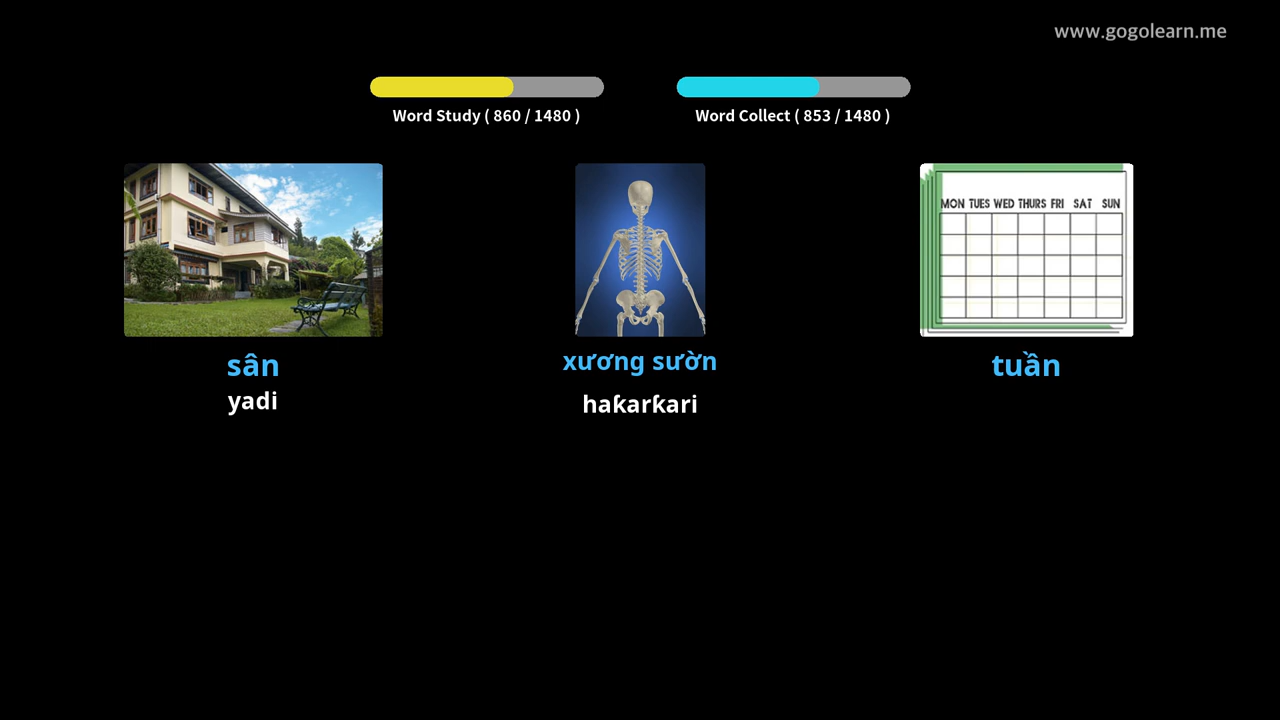 www.gogolearn.me
Word Study ( 860 / 1480 )
Word Collect ( 853 / 1480 )
MON TUES WED THURS FRI SAT SUN
sân
yadi
xương sườn
haƙarƙari
tuần